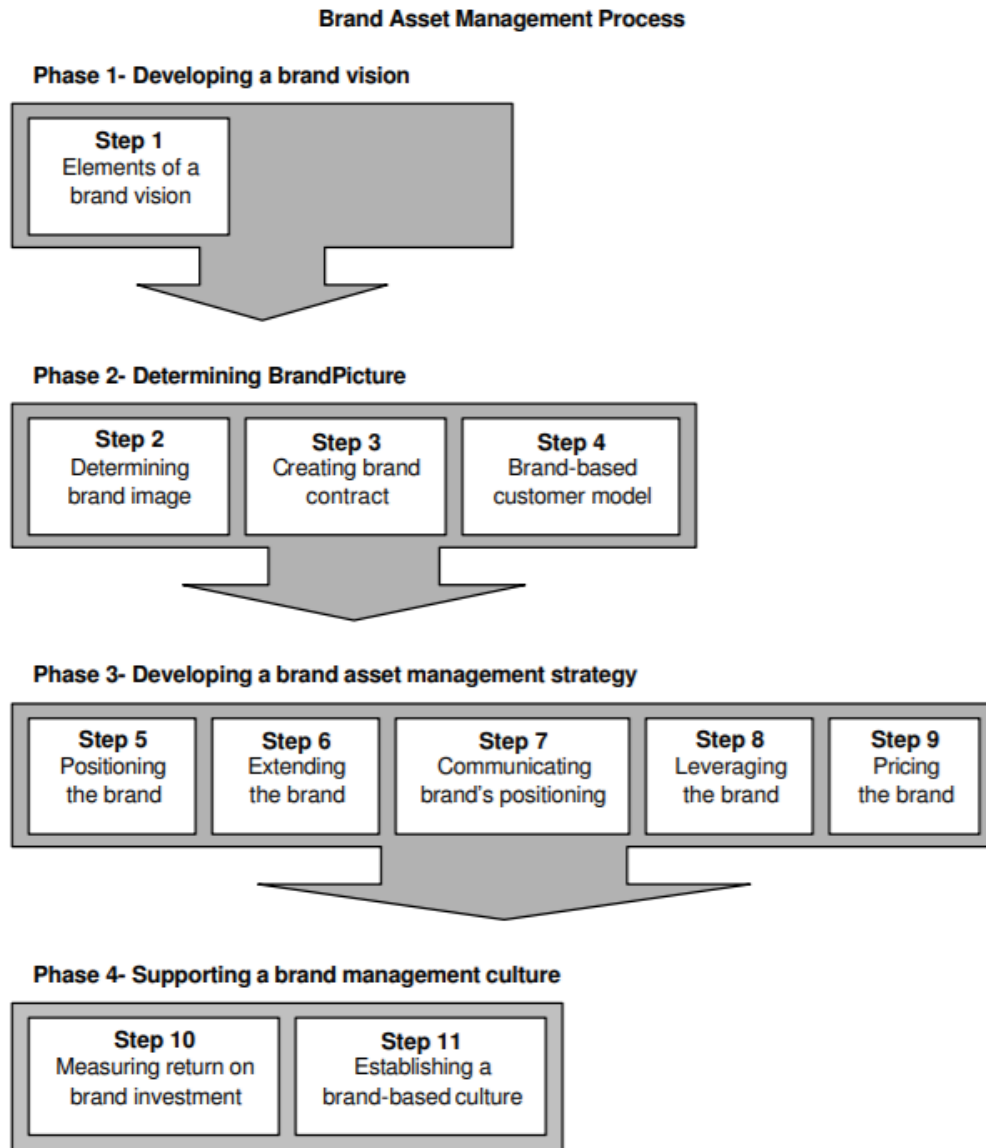 Brand Asset Management Process
Phase 1- Developing a brand vision
Step 1
Elements of a
brand vision
Phase 2- Determining BrandPicture
Step 2
Determining
brand image
Step 3
Creating brand
contract
Step 4
Brand-based
customer model
Phase 3- Developing a brand asset management strategy
Step 5
Positioning
the brand
Step 6
Extending
the brand
Step 7
Communicating
brand’s positioning
Step 8
Leveraging
the brand
Step 9
Pricing
the brand
Phase 4- Supporting a brand management culture
Step 10
Measuring return on
brand investment
Step 11
Establishing a
brand-based culture